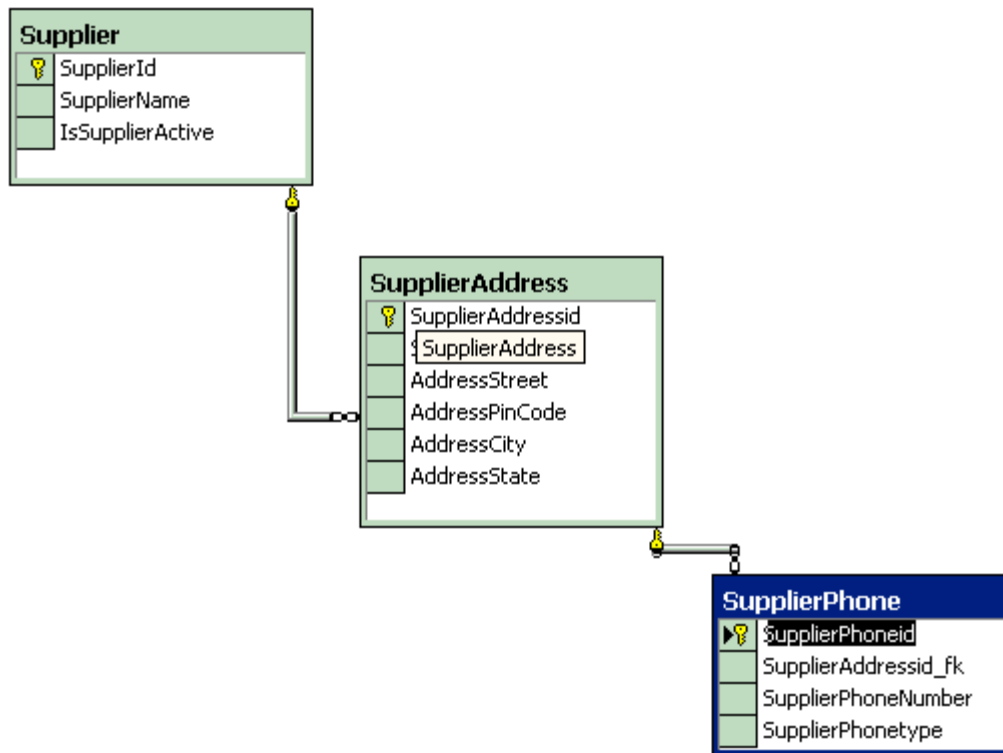 Supplier
SupplierId
SupplierName
IsSupplierActive
SupplierAddress
SupplierAddressid
SupplierAddress
AddressStreet
AddressPinCode
AddressCity
AddressState
SupplierPhone
SupplierPhoneid
SupplierAddressid_fk
SupplierPhoneNumber
SupplierPhonetype